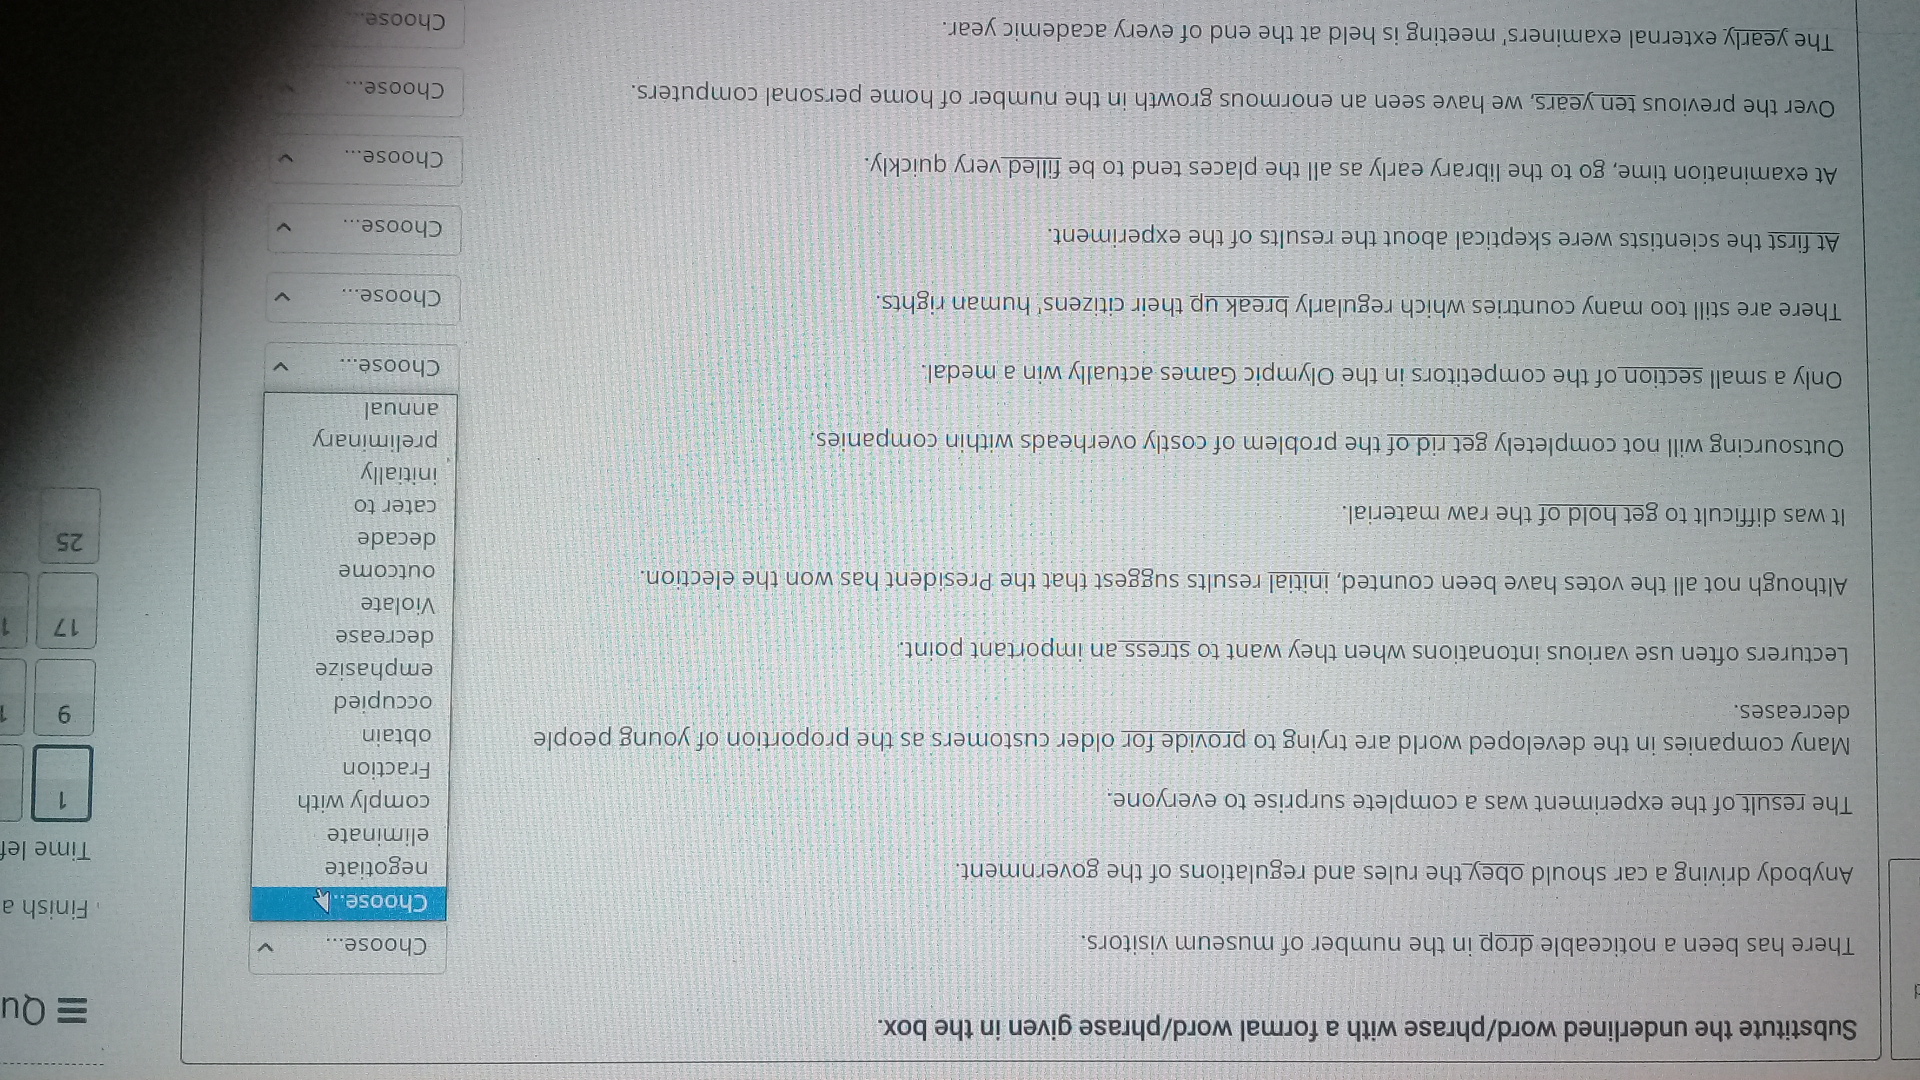 Substitute the underlined word/phrase with a formal word/phrase given in the box.
Qu
There has been a noticeable drop in the number of museum visitors.
Choose...
Choose...
Finish a
Anybody driving a car should obey the rules and regulations of the government.
negotiate
Time lef
eliminate
The result of the experiment was a complete surprise to everyone.
comply with
1
Fraction
Many companies in the developed world are trying to provide for older customers as the proportion of young people
decreases.
obtain
occupied
9
1
emphasize
Lecturers often use various intonations when they want to stress an important point.
decrease
17
1
Violate
Although not all the votes have been counted, initial results suggest that the President has won the election.
outcome
decade
25
It was difficult to get hold of the raw material.
cater to
initially
Outsourcing will not completely get rid of the problem of costly overheads within companies.
preliminary
annual
Only a small section of the competitors in the Olympic Games actually win a medal.
Choose...
There are still too many countries which regularly break up their citizens' human rights.
Choose...
At first the scientists were skeptical about the results of the experiment.
Choose...
At examination time, go to the library early as all the places tend to be filled very quickly.
Choose...
Over the previous ten years, we have seen an enormous growth in the number of home personal computers.
Choose...
The yearly external examiners' meeting is held at the end of every academic year.
Choose...